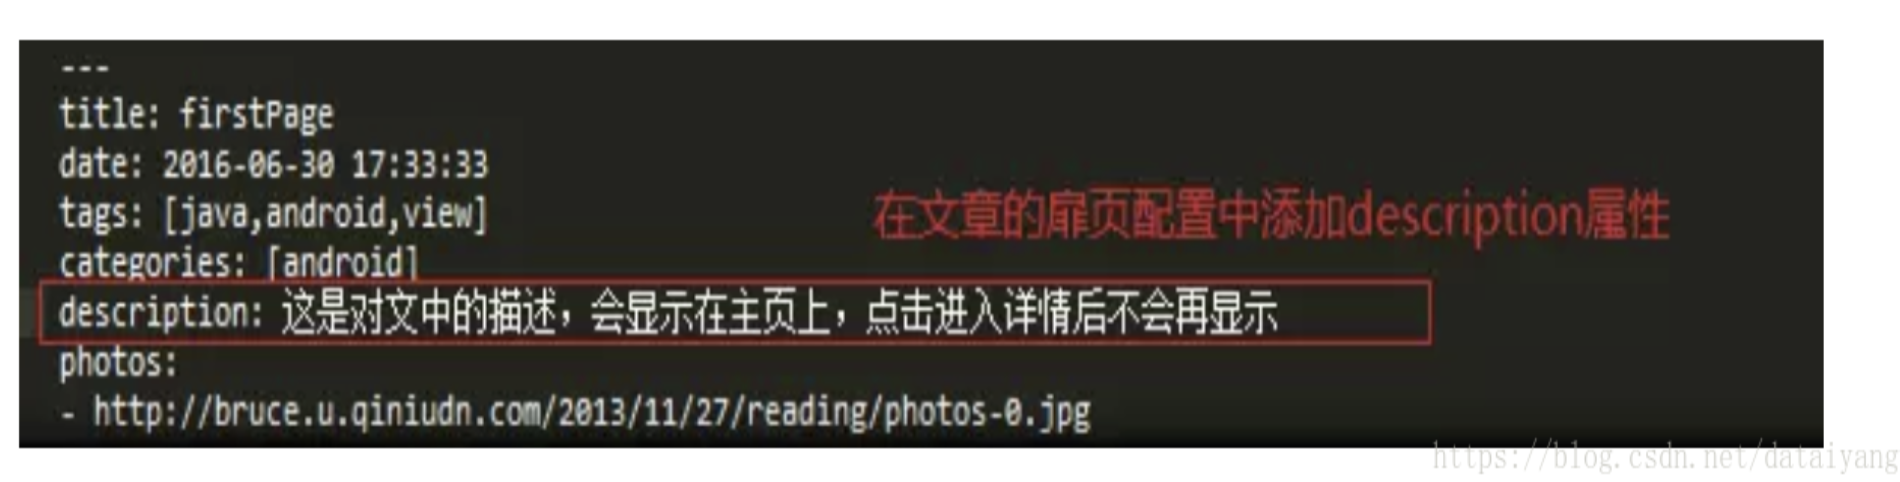 ---
title: firstPage
date: 2016-06-30 17:33:33
tags: [java,android,view]
在文章的扉页配置中添加description属性
categories: [android]
description: 这是对文中的描述，会显示在主页上，点击进入详情后不会再显示
photos:
- http://bruce.u.qiniudn.com/2013/11/27/reading/photos-0.jpg
https://blog.csdn.net/dataiyang